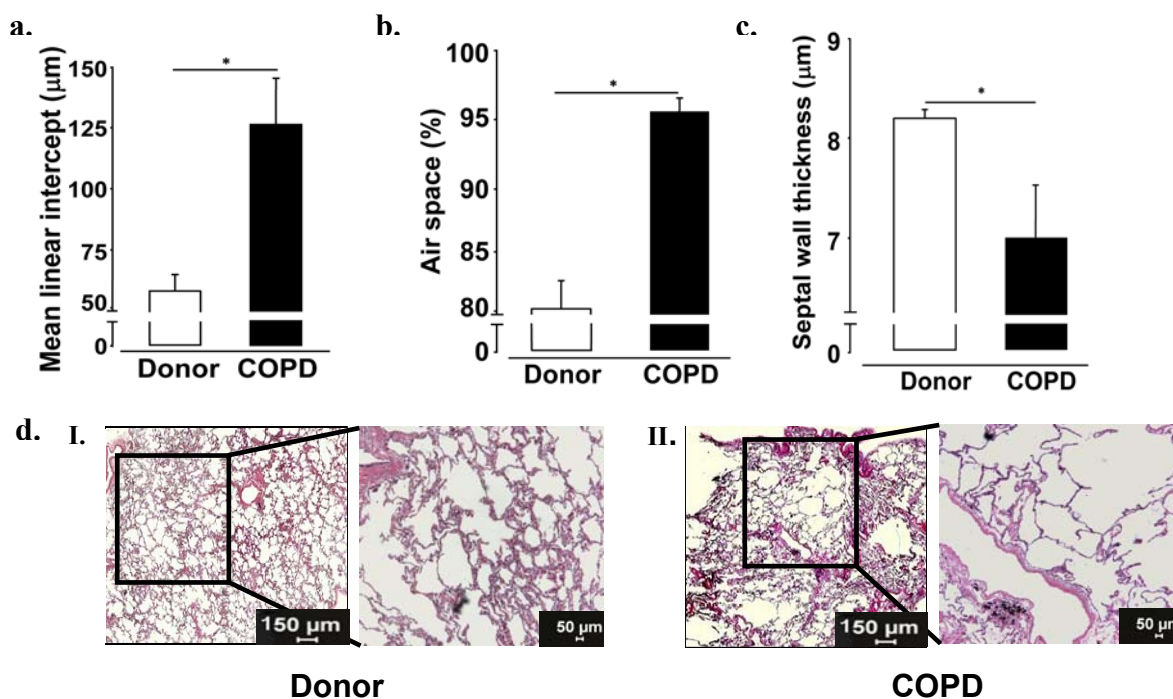 a.
Mean linear intercept (μm)
150
125
100
75
50
0
*
Donor COPD
b.
Air space (%)
100
95
90
85
80
0
*
Donor COPD
c.
Septal wall thickness (μm)
9
8
7
0
*
Donor COPD
d. I.
150 μm
50 μm
Donor
II.
150 μm
50 μm
COPD